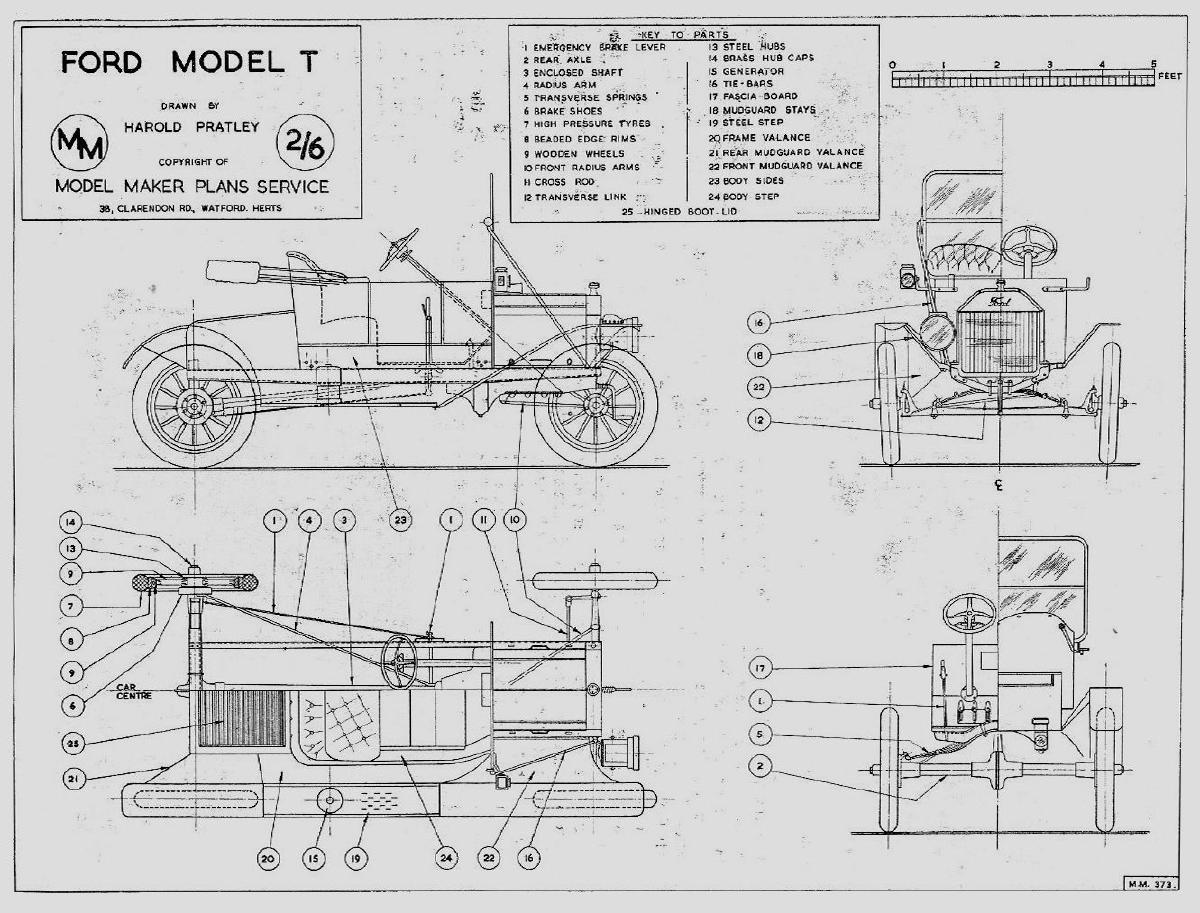 FORD MODEL T
DRAWN BY
HAROLD PRATLEY
MM
2/6
COPYRIGHT OF
MODEL MAKER PLANS SERVICE
38, CLARENDON RD., WATFORD. HERTS
KEY TO PARTS
1 EMERGENCY BRAKE LEVER
2 REAR AXLE
3 ENCLOSED SHAFT
4 RADIUS ARM
5 TRANSVERSE SPRINGS
6 BRAKE SHOES
7 HIGH PRESSURE TYRES
8 BEADED EDGE RIMS
9 WOODEN WHEELS
10 FRONT RADIUS ARMS
11 CROSS ROD
12 TRANSVERSE LINK
13 STEEL HUBS
14 BRASS HUB CAPS
15 GENERATOR
16 TIE-BARS
17 FASCIA-BOARD
18 MUDGUARD STAYS
19 STEEL STEP
20 FRAME VALANCE
21 REAR MUDGUARD VALANCE
22 FRONT MUDGUARD VALANCE
23 BODY SIDES
24 BODY STEP
25 HINGED BOOT LID
0 1 2 3 4 5 FEET
Ford
16
18
22
12
℄
14 1 4 3 23 1 11 10
13
9
7
8
9
6
CAR
CENTRE
25
21
20 15 19 24 22 16
17
1
5
2
M.M. 373.